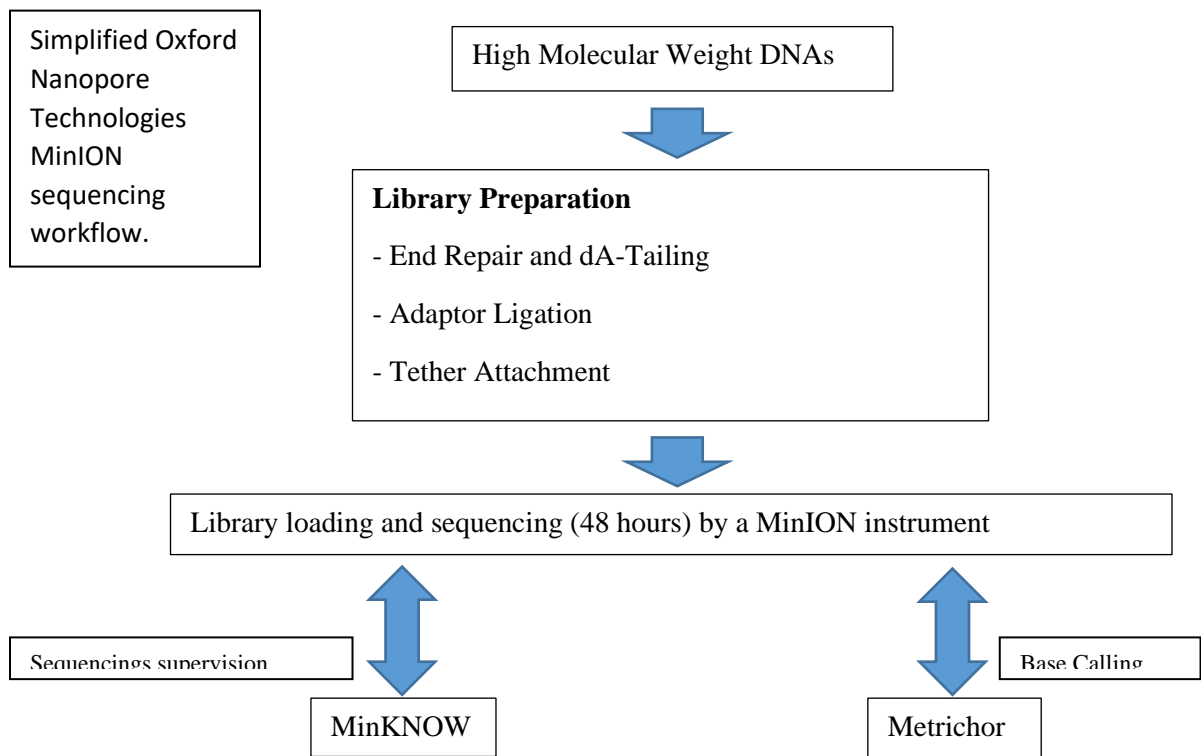 Simplified Oxford
Nanopore
Technologies
MinION
sequencing
workflow.
High Molecular Weight DNAs
Library Preparation
- End Repair and dA-Tailing
- Adaptor Ligation
- Tether Attachment
Library loading and sequencing (48 hours) by a MinION instrument
Sequencings supervision
Base Calling
MinKNOW
Metrichor